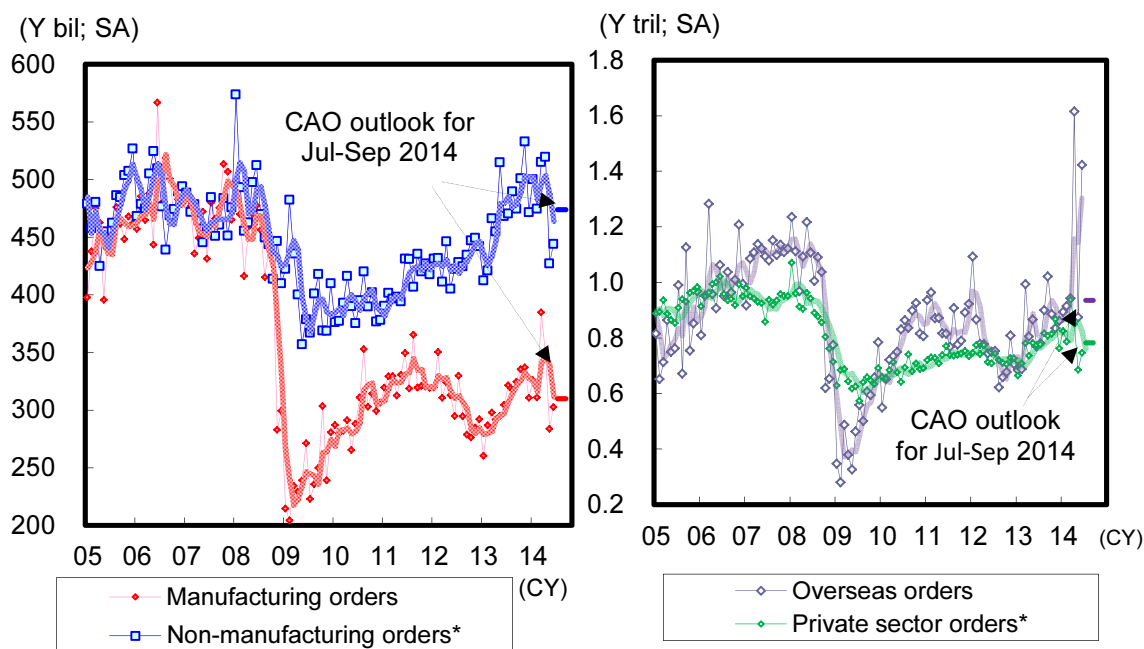 (Y bil; SA)
600
550
500
450
400
350
300
250
200
CAO outlook for
Jul-Sep 2014
05 06 07 08 09 10 11 12 13 14
(CY)
Manufacturing orders
Non-manufacturing orders*
(Y tril; SA)
1.8
1.6
1.4
1.2
1.0
0.8
0.6
0.4
0.2
CAO outlook
for Jul-Sep 2014
05 06 07 08 09 10 11 12 13 14 (CY)
Overseas orders
Private sector orders*